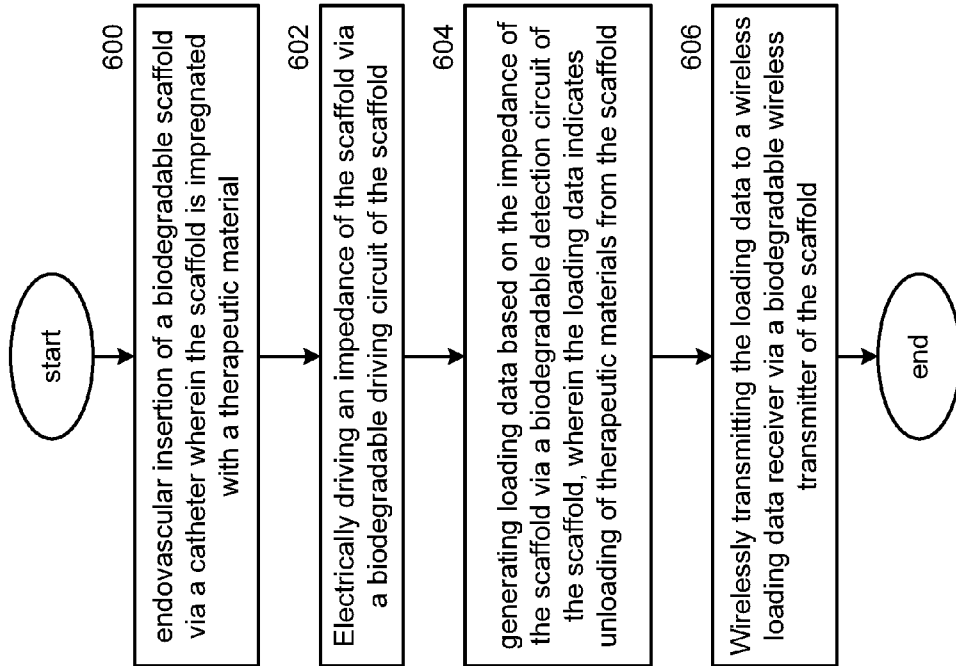 start
600
endovascular insertion of a biodegradable scaffold
via a catheter wherein the scaffold is impregnated
with a therapeutic material
602
Electrically driving an impedance of the scaffold via
a biodegradable driving circuit of the scaffold
604
generating loading data based on the impedance of
the scaffold via a biodegradable detection circuit of
the scaffold, wherein the loading data indicates
unloading of therapeutic materials from the scaffold
606
Wirelessly transmitting the loading data to a wireless
loading data receiver via a biodegradable wireless
transmitter of the scaffold
end